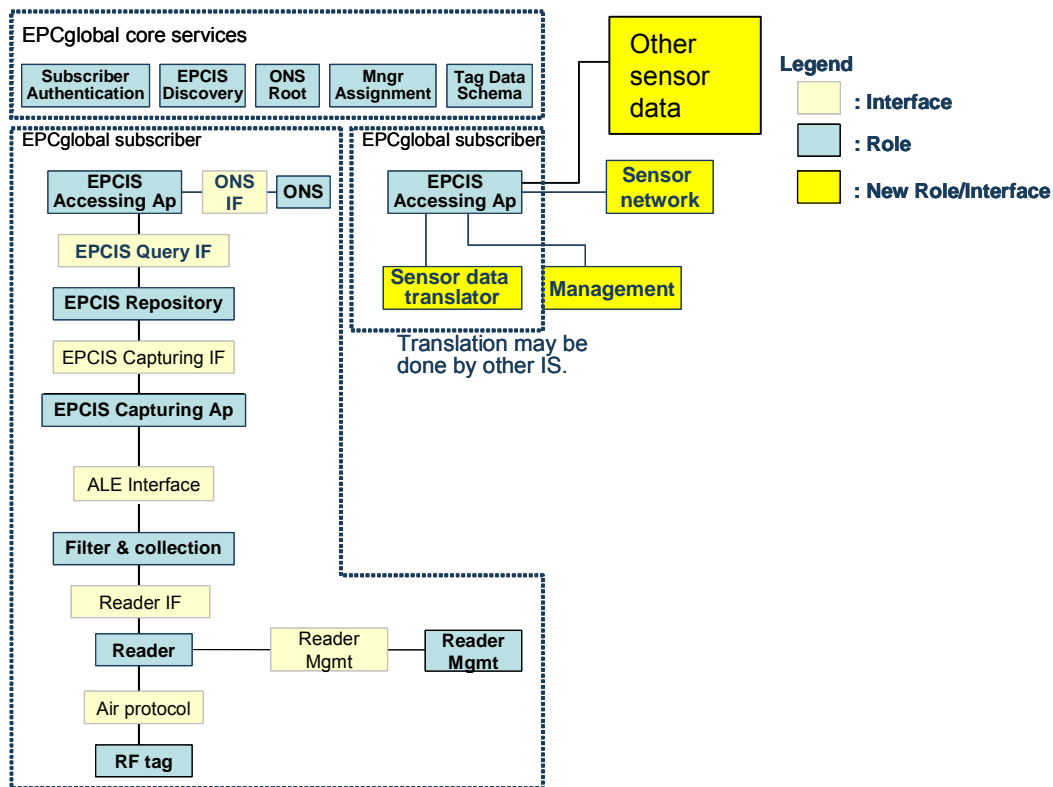 EPCglobal core services
Subscriber
Authentication
EPCIS
Discovery
ONS
Root
Mngr
Assignment
Tag Data
Schema
Other
sensor
data
Legend
: Interface
: Role
: New Role/Interface
EPCglobal subscriber
EPCIS
Accessing Ap
ONS
IF
ONS
EPCIS Query IF
EPCIS Repository
EPCIS Capturing IF
EPCIS Capturing Ap
ALE Interface
Filter & collection
Reader IF
Reader
Reader
Mgmt
Reader
Mgmt
Air protocol
RF tag
EPCglobal subscriber
EPCIS
Accessing Ap
Sensor
network
Sensor data
translator
Management
Translation may be
done by other IS.